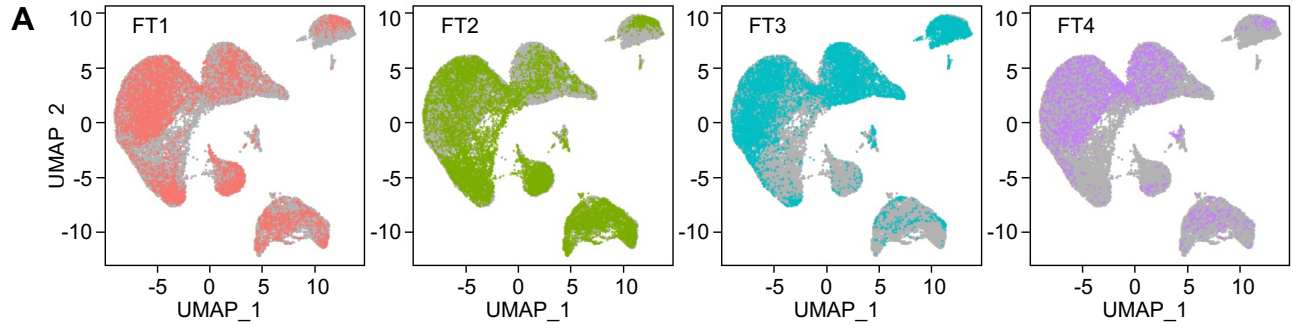 A
FT1 FT2 FT3 FT4
UMAP_2
10 10 10 10
5 5 5 5
0 0 0 0
-5 -5 -5 -5
-10 -10 -10 -10
-5 0 5 10 -5 0 5 10 -5 0 5 10 -5 0 5 10
UMAP_1 UMAP_1 UMAP_1 UMAP_1